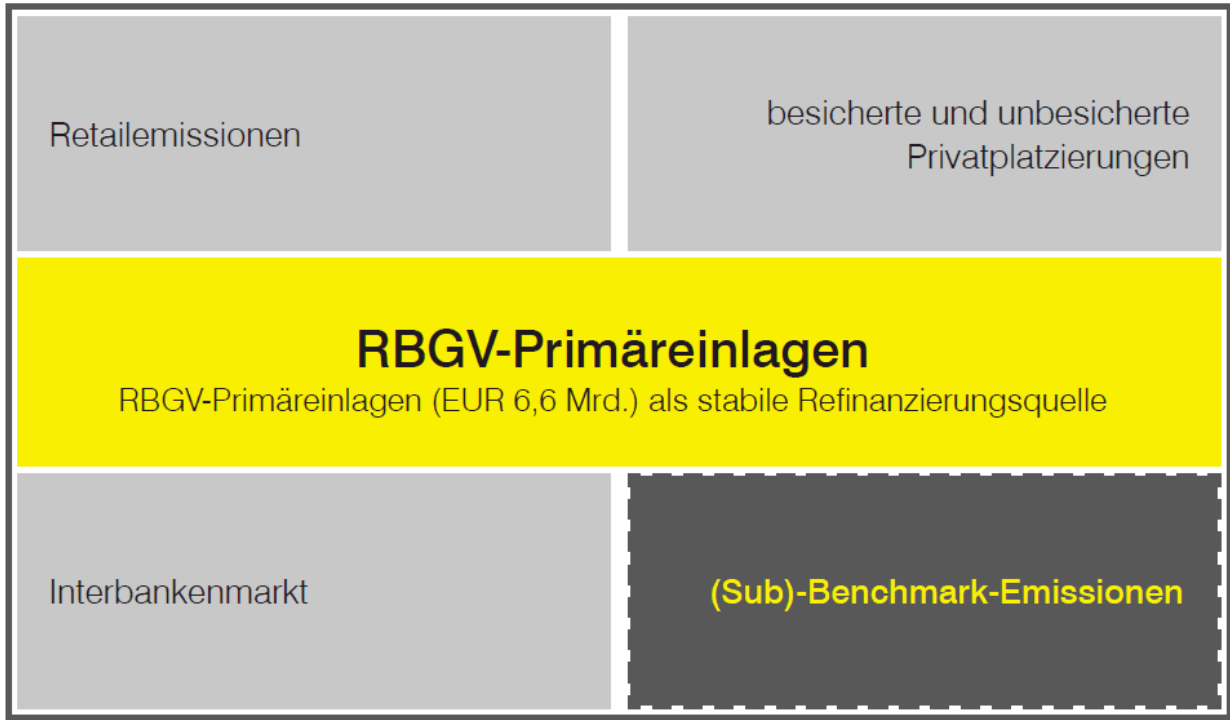 Retailemissionen
besicherte und unbesicherte
Privatplatzierungen
RBGV-Primäreinlagen
RBGV-Primäreinlagen (EUR 6,6 Mrd.) als stabile Refinanzierungsquelle
Interbankenmarkt
(Sub)-Benchmark-Emissionen